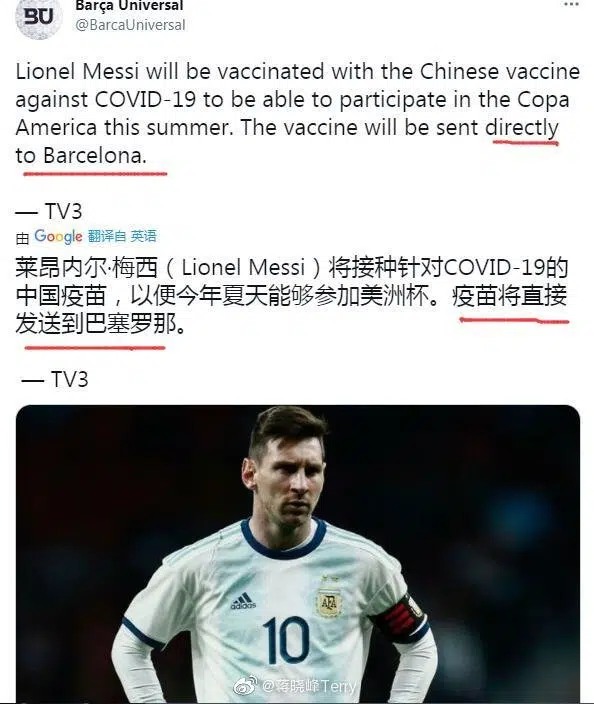 BU
Barça Universal
@BarcaUniversal
Lionel Messi will be vaccinated with the Chinese vaccine
against COVID-19 to be able to participate in the Copa
America this summer. The vaccine will be sent directly
to Barcelona.
— TV3
由 Google 翻译自 英语
莱昂内尔·梅西（Lionel Messi）将接种针对COVID-19的
中国疫苗，以便今年夏天能够参加美洲杯。疫苗将直接
发送到巴塞罗那。
— TV3
adidas
AFA
10
@蒋晓峰Terry